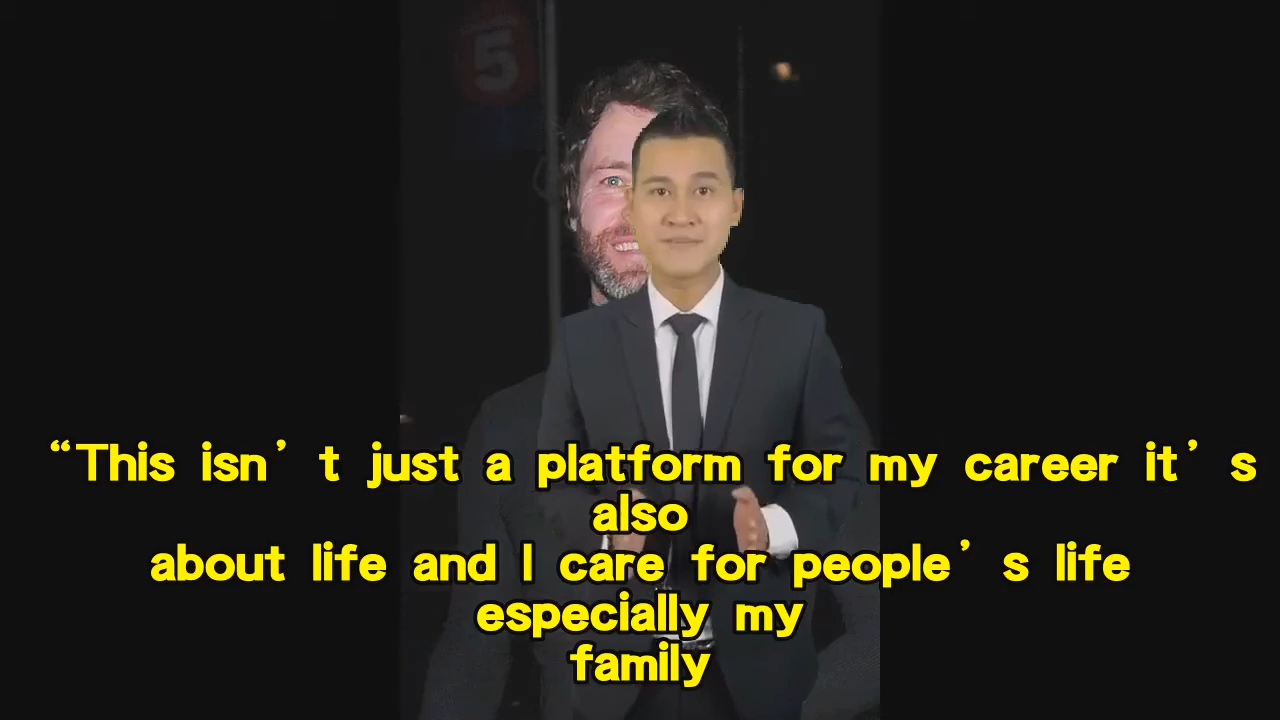 5
“This isn’t just a platform for my career it’s
also
about life and I care for people’s life
especially my
family